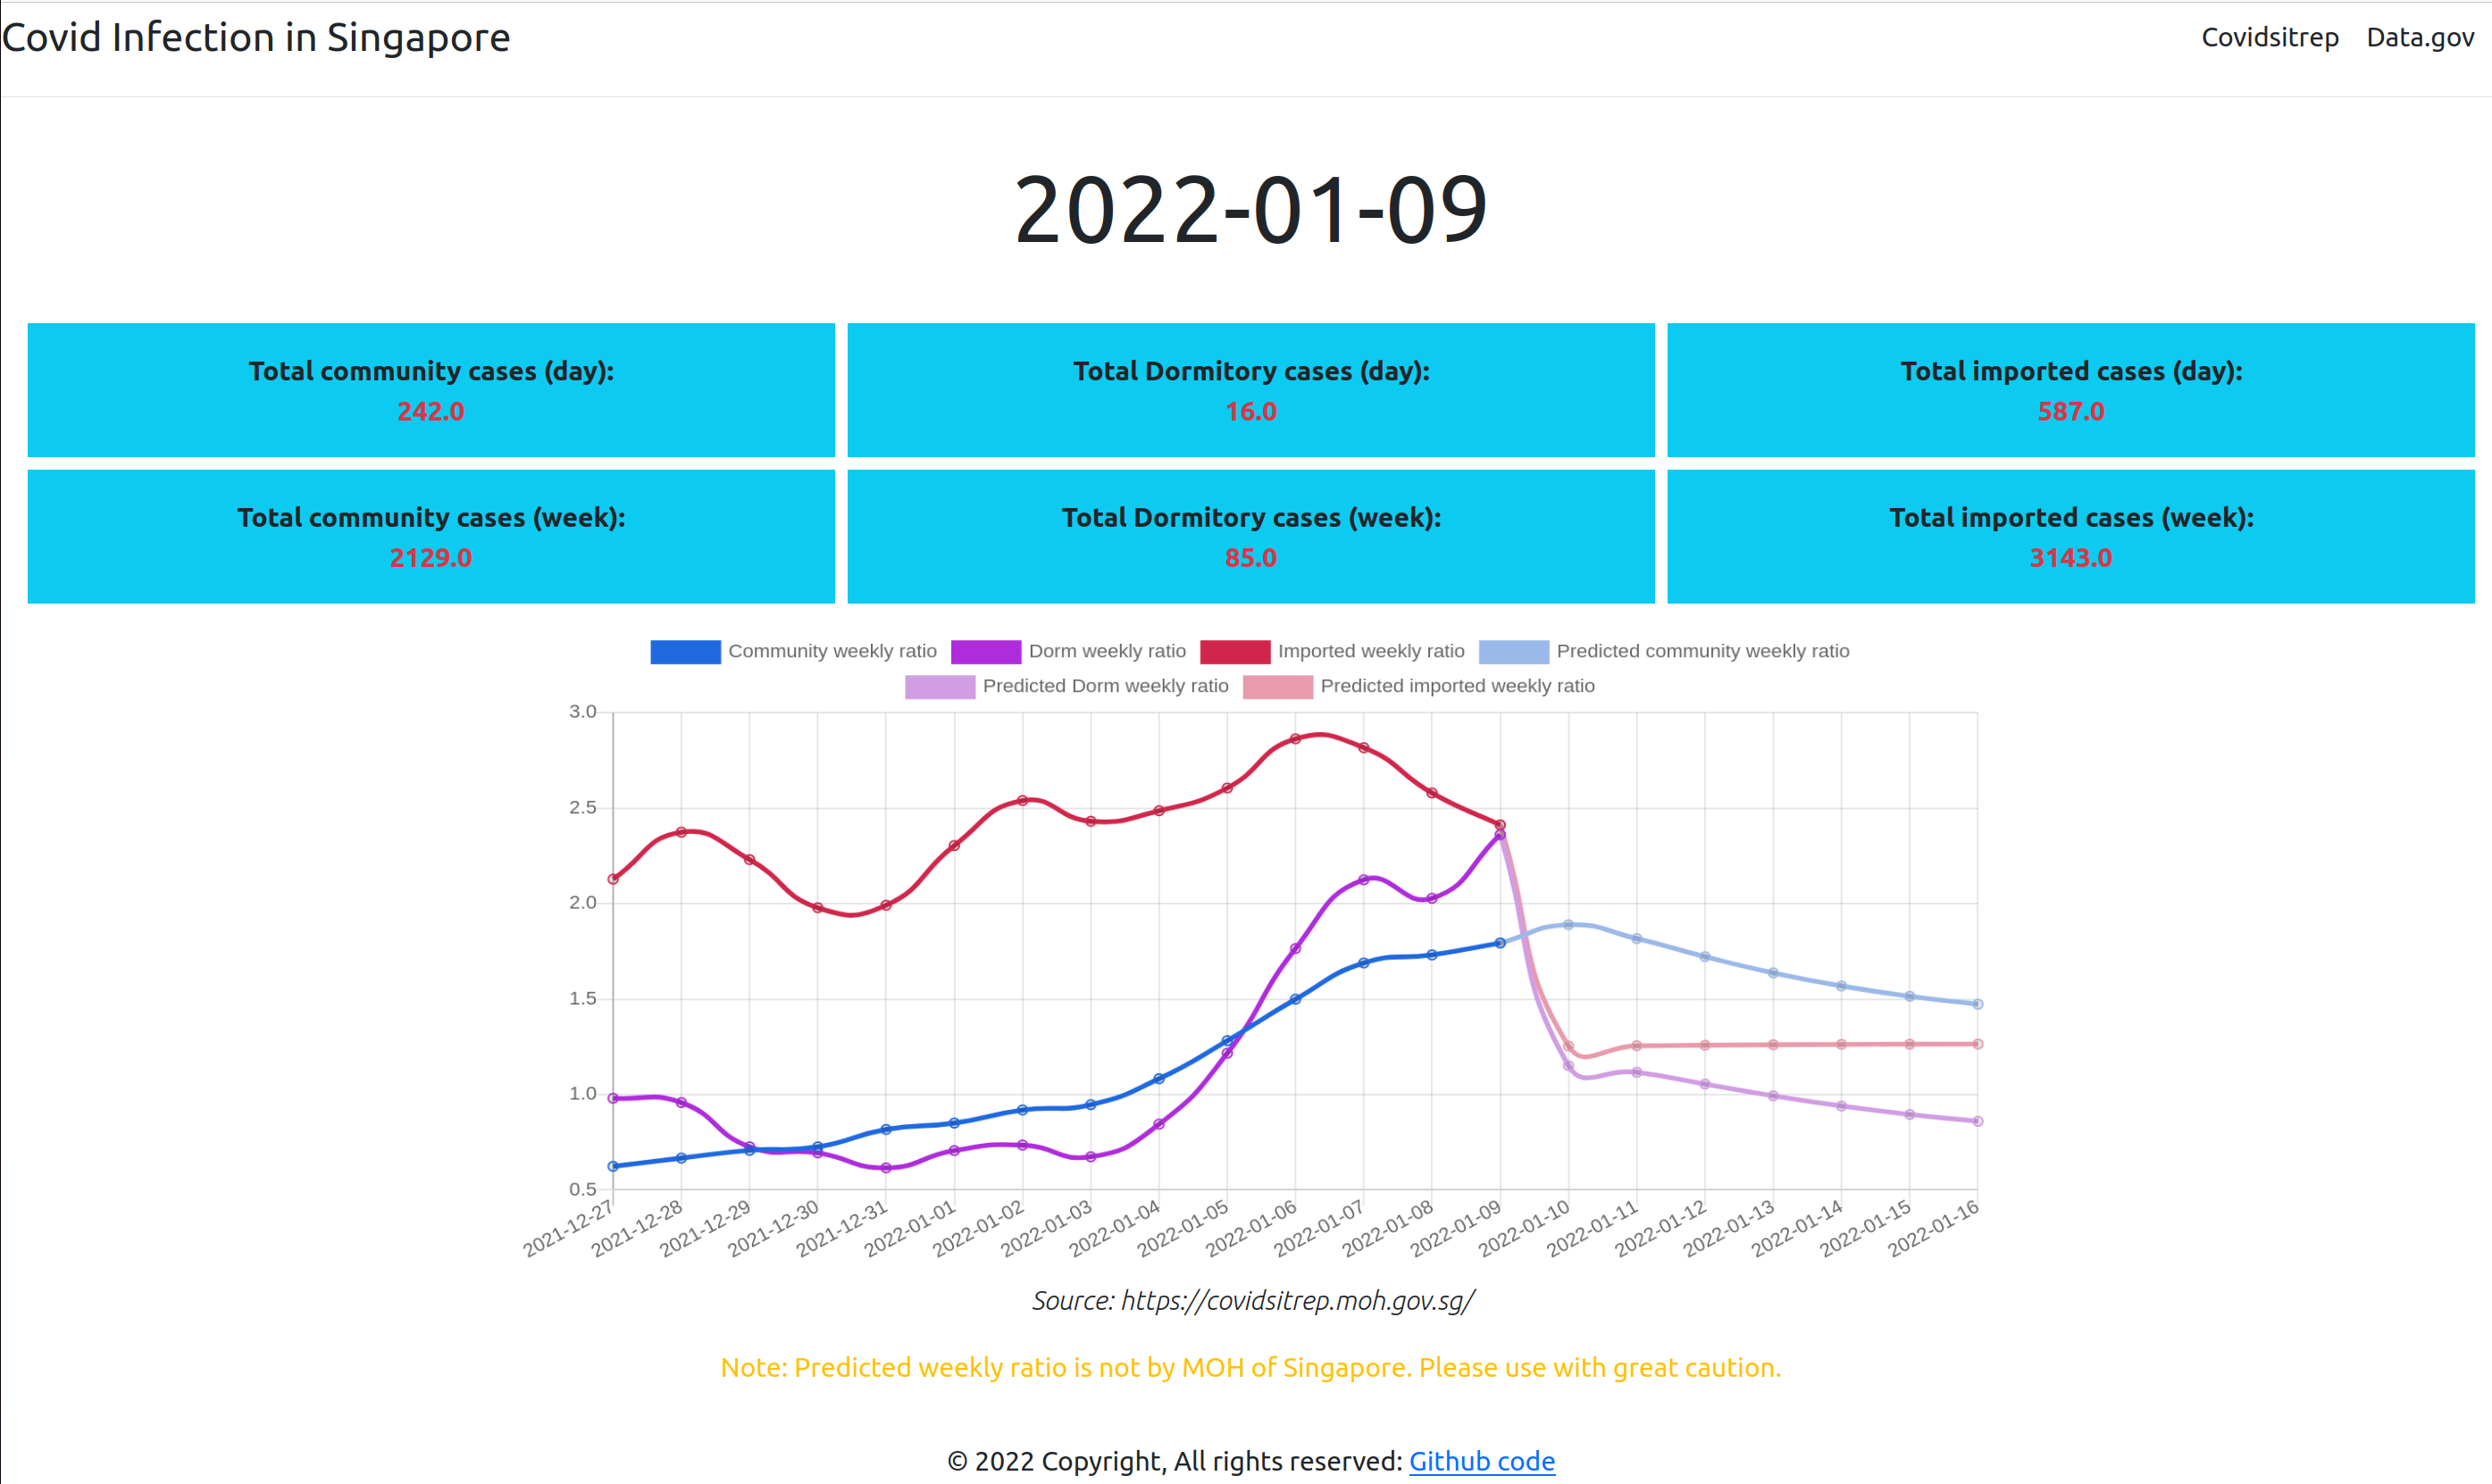 Covid Infection in Singapore
Covidsitrep Data.gov
2022-01-09
Total community cases (day):
242.0
Total Dormitory cases (day):
16.0
Total imported cases (day):
587.0
Total community cases (week):
2129.0
Total Dormitory cases (week):
85.0
Total imported cases (week):
3143.0
Community weekly ratio Dorm weekly ratio Imported weekly ratio Predicted community weekly ratio
Predicted Dorm weekly ratio Predicted imported weekly ratio
3.0
2.5
2.0
1.5
1.0
0.5
2021-12-27
2021-12-28
2021-12-29
2021-12-30
2021-12-31
2022-01-01
2022-01-02
2022-01-03
2022-01-04
2022-01-05
2022-01-06
2022-01-07
2022-01-08
2022-01-09
2022-01-10
2022-01-11
2022-01-12
2022-01-13
2022-01-14
2022-01-15
2022-01-16
Source: https://covidsitrep.moh.gov.sg/
Note: Predicted weekly ratio is not by MOH of Singapore. Please use with great caution.
© 2022 Copyright, All rights reserved: Github code